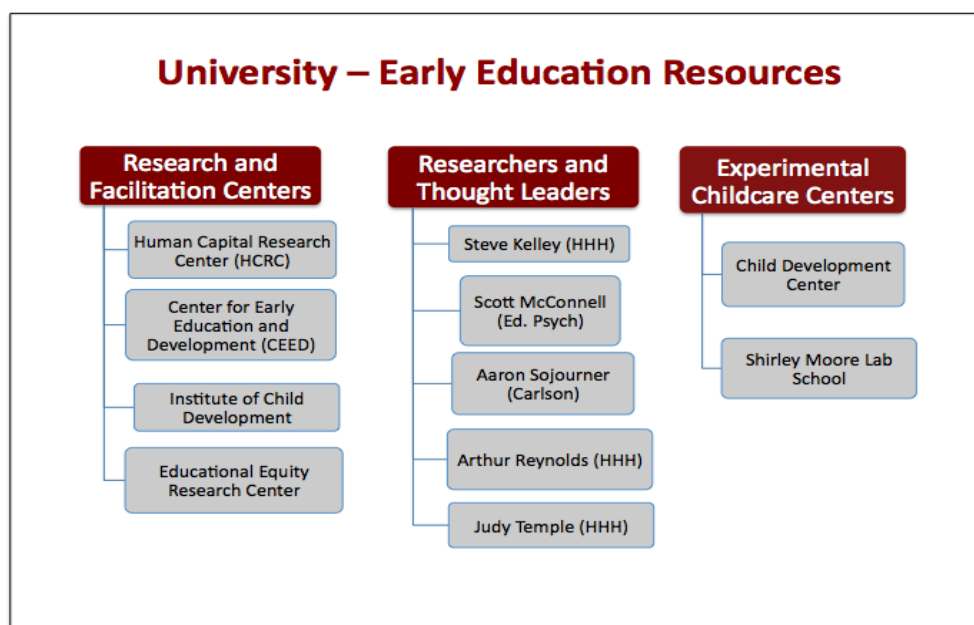 University – Early Education Resources
Research and
Facilitation Centers
Human Capital Research
Center (HCRC)
Center for Early
Education and
Development (CEED)
Institute of Child
Development
Educational Equity
Research Center
Researchers and
Thought Leaders
Steve Kelley (HHH)
Scott McConnell
(Ed. Psych)
Aaron Sojourner
(Carlson)
Arthur Reynolds (HHH)
Judy Temple (HHH)
Experimental
Childcare Centers
Child Development
Center
Shirley Moore Lab
School